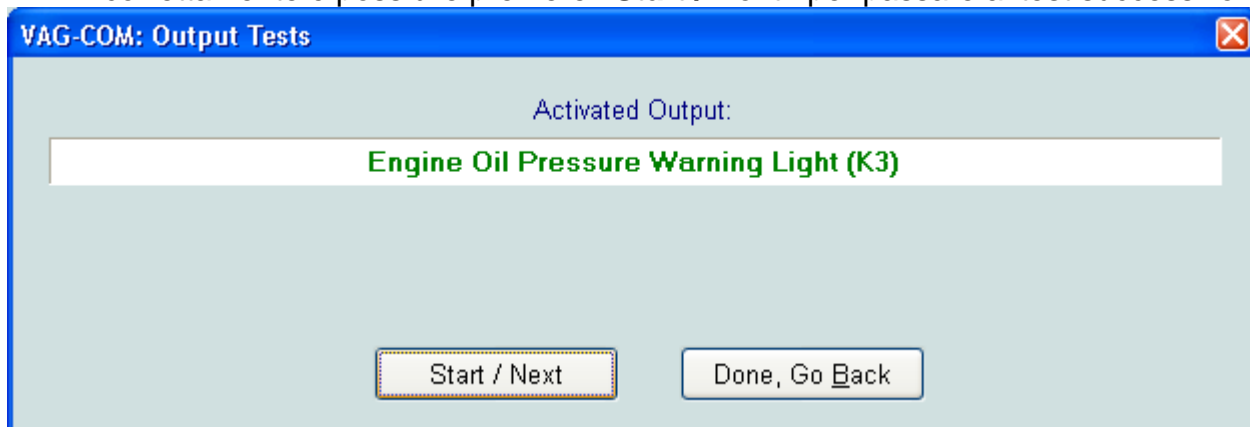 VAG-COM: Output Tests
Activated Output:
Engine Oil Pressure Warning Light (K3)
Start / Next
Done, Go Back